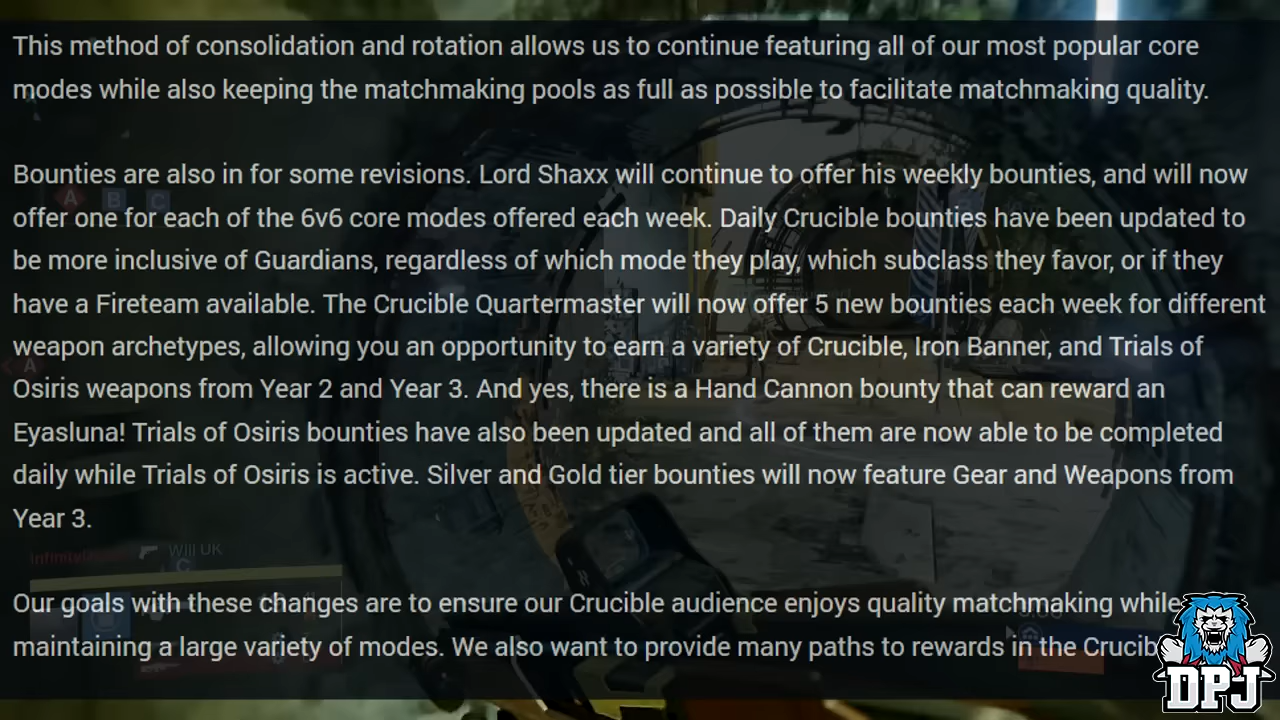 This method of consolidation and rotation allows us to continue featuring all of our most popular core
modes while also keeping the matchmaking pools as full as possible to facilitate matchmaking quality.
Bounties are also in for some revisions. Lord Shaxx will continue to offer his weekly bounties, and will now
offer one for each of the 6v6 core modes offered each week. Daily Crucible bounties have been updated to
be more inclusive of Guardians, regardless of which mode they play, which subclass they favor, or if they
have a Fireteam available. The Crucible Quartermaster will now offer 5 new bounties each week for different
weapon archetypes, allowing you an opportunity to earn a variety of Crucible, Iron Banner, and Trials of
Osiris weapons from Year 2 and Year 3. And yes, there is a Hand Cannon bounty that can reward an
Eyasluna! Trials of Osiris bounties have also been updated and all of them are now able to be completed
daily while Trials of Osiris is active. Silver and Gold tier bounties will now feature Gear and Weapons from
Year 3.
Our goals with these changes are to ensure our Crucible audience enjoys quality matchmaking while
maintaining a large variety of modes. We also want to provide many paths to rewards in the Crucib
A B C
A
Will UK
C
DPJ